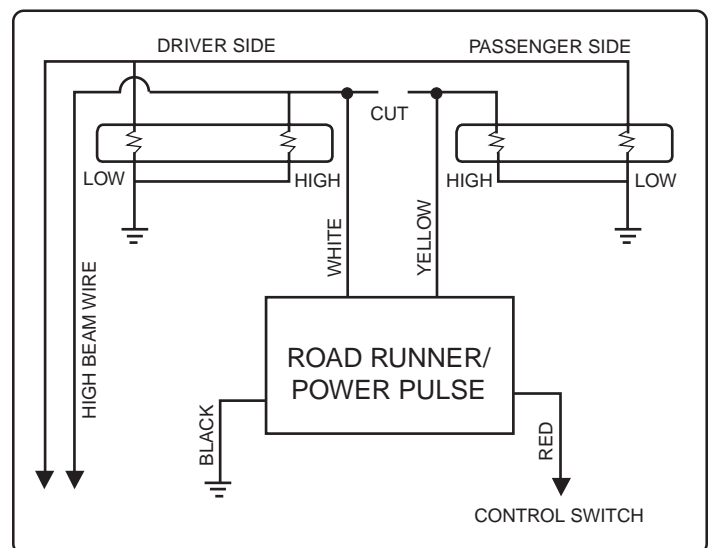 DRIVER SIDE
PASSENGER SIDE
CUT
LOW
HIGH
HIGH
LOW
WHITE
YELLOW
HIGH BEAM WIRE
ROAD RUNNER/
POWER PULSE
BLACK
RED
CONTROL SWITCH